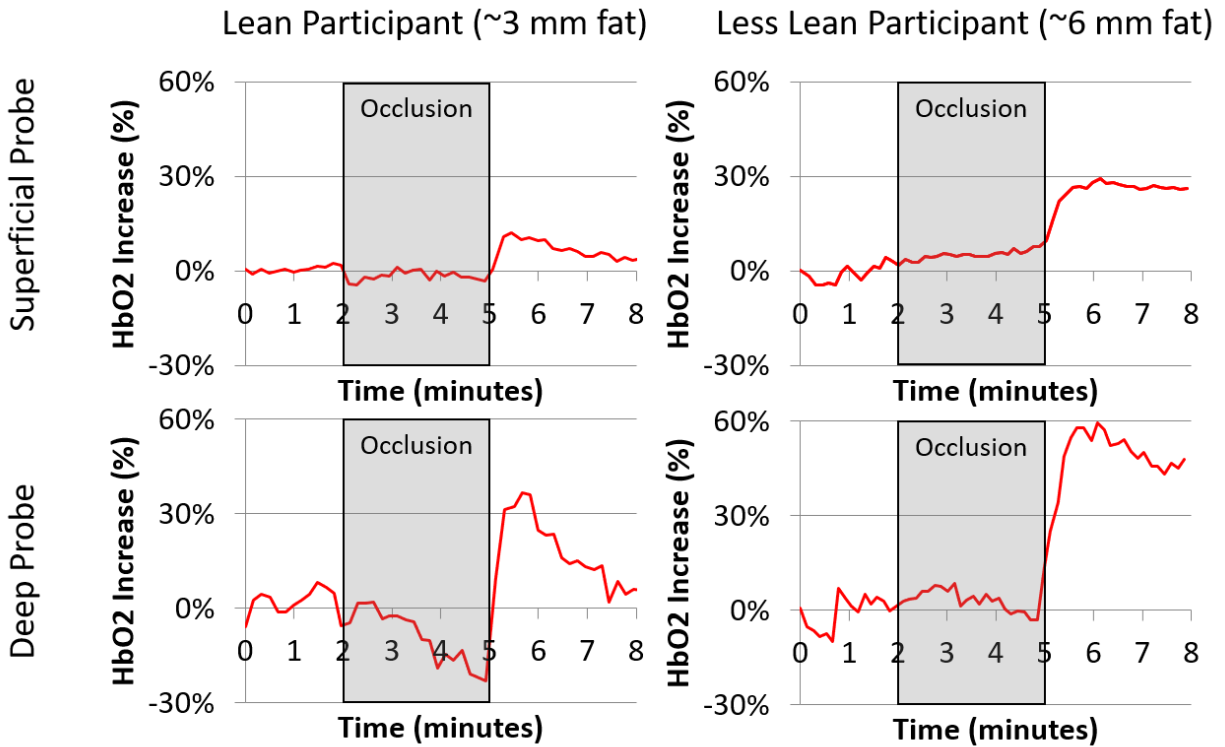 Lean Participant (~3 mm fat)
Less Lean Participant (~6 mm fat)
Superficial Probe
HbO2 Increase (%)
60%
30%
0%
-30%
Occlusion
0 1 2 3 4 5 6 7 8
Time (minutes)
HbO2 Increase (%)
60%
30%
0%
-30%
Occlusion
0 1 2 3 4 5 6 7 8
Time (minutes)
Deep Probe
HbO2 Increase (%)
60%
30%
0%
-30%
Occlusion
0 1 2 3 4 5 6 7 8
Time (minutes)
HbO2 Increase (%)
60%
30%
0%
-30%
Occlusion
0 1 2 3 4 5 6 7 8
Time (minutes)